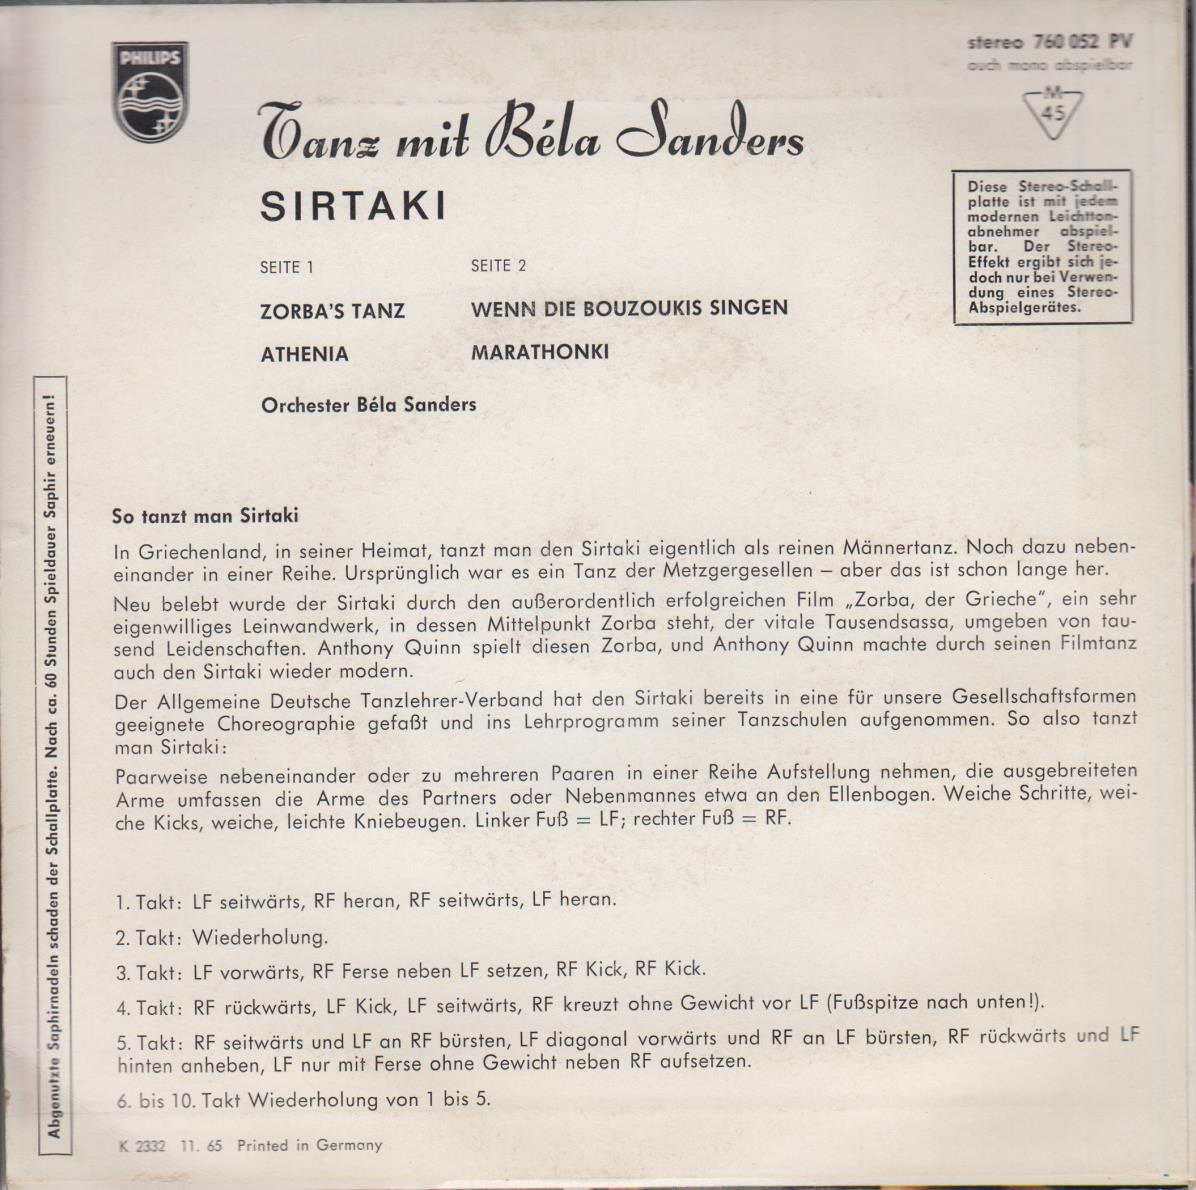 PHILIPS
stereo 760 052 PV
auch mono abspielbar
M
45
Tanz mit Béla Sanders
SIRTAKI
SEITE 1
ZORBA'S TANZ
ATHENIA
SEITE 2
WENN DIE BOUZOUKIS SINGEN
MARATHONKI
Orchester Béla Sanders
Diese Stereo-Schall-
platte ist mit jedem
modernen Leichtton-
abnehmer abspiel-
bar. Der Stereo-
Effekt ergibt sich je-
doch nur bei Verwen-
dung eines Stereo-
Abspielgerätes.
Abgenutzte Saphirnadeln schaden der Schallplatte. Nach ca. 60 Stunden Spieldauer Saphir erneuern!
So tanzt man Sirtaki
In Griechenland, in seiner Heimat, tanzt man den Sirtaki eigentlich als reinen Männertanz. Noch dazu neben-
einander in einer Reihe. Ursprünglich war es ein Tanz der Metzgergesellen – aber das ist schon lange her.
Neu belebt wurde der Sirtaki durch den außerordentlich erfolgreichen Film „Zorba, der Grieche“, ein sehr
eigenwilliges Leinwandwerk, in dessen Mittelpunkt Zorba steht, der vitale Tausendsassa, umgeben von tau-
send Leidenschaften. Anthony Quinn spielt diesen Zorba, und Anthony Quinn machte durch seinen Filmtanz
auch den Sirtaki wieder modern.
Der Allgemeine Deutsche Tanzlehrer-Verband hat den Sirtaki bereits in eine für unsere Gesellschaftsformen
geeignete Choreographie gefaßt und ins Lehrprogramm seiner Tanzschulen aufgenommen. So also tanzt
man Sirtaki:
Paarweise nebeneinander oder zu mehreren Paaren in einer Reihe Aufstellung nehmen, die ausgebreiteten
Arme umfassen die Arme des Partners oder Nebenmannes etwa an den Ellenbogen. Weiche Schritte, wei-
che Kicks, weiche, leichte Kniebeugen. Linker Fuß = LF; rechter Fuß = RF.
1. Takt: LF seitwärts, RF heran, RF seitwärts, LF heran.
2. Takt: Wiederholung.
3. Takt: LF vorwärts, RF Ferse neben LF setzen, RF Kick, RF Kick.
4. Takt: RF rückwärts, LF Kick, LF seitwärts, RF kreuzt ohne Gewicht vor LF (Fußspitze nach unten!).
5. Takt: RF seitwärts und LF an RF bürsten, LF diagonal vorwärts und RF an LF bürsten, RF rückwärts und LF
hinten anheben, LF nur mit Ferse ohne Gewicht neben RF aufsetzen.
6. bis 10. Takt Wiederholung von 1 bis 5.
K 2332 11. 65 Printed in Germany